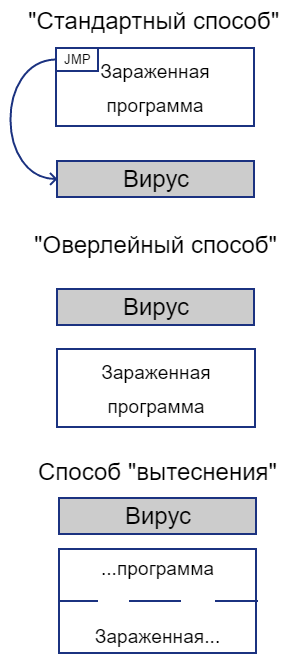 "Стандартный способ"
JMP
Зараженная
программа
Вирус
"Оверлейный способ"
Вирус
Зараженная
программа
Способ "вытеснения"
Вирус
...программа
Зараженная...